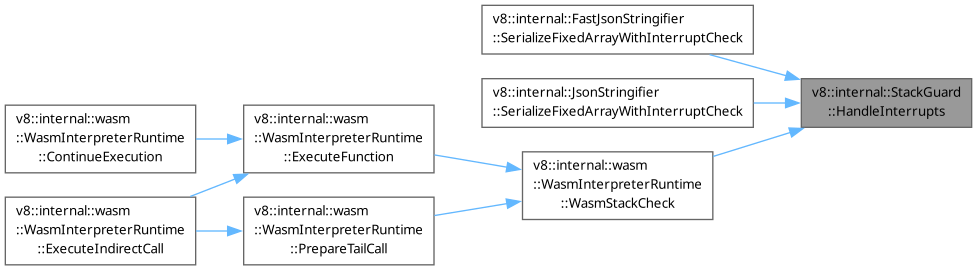 v8::internal::FastJsonStringifier
::SerializeFixedArrayWithInterruptCheck
v8::internal::JsonStringifier
::SerializeFixedArrayWithInterruptCheck
v8::internal::StackGuard
::HandleInterrupts
v8::internal::wasm
::WasmInterpreterRuntime
::ContinueExecution
v8::internal::wasm
::WasmInterpreterRuntime
::ExecuteFunction
v8::internal::wasm
::WasmInterpreterRuntime
::WasmStackCheck
v8::internal::wasm
::WasmInterpreterRuntime
::ExecuteIndirectCall
v8::internal::wasm
::WasmInterpreterRuntime
::PrepareTailCall